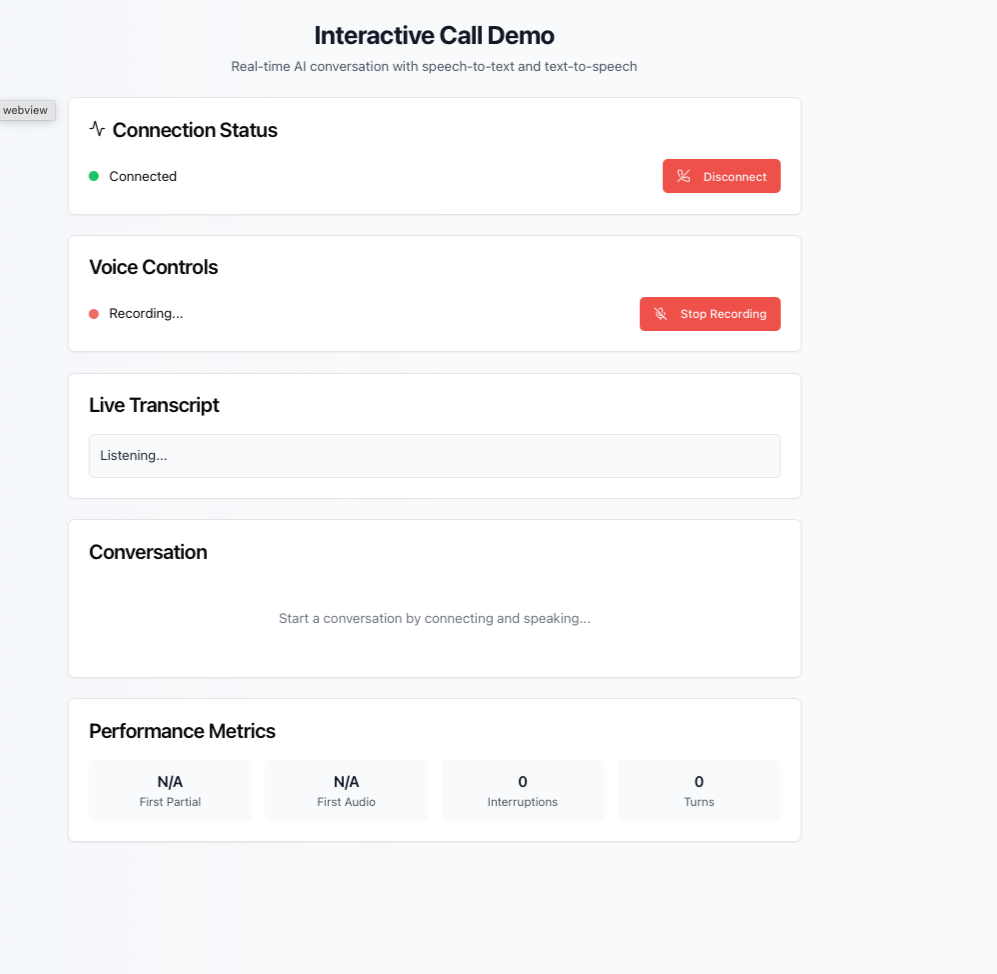 Interactive Call Demo
Real-time AI conversation with speech-to-text and text-to-speech
webview
Connection Status
Connected
Disconnect
Voice Controls
Recording...
Stop Recording
Live Transcript
Listening...
Conversation
Start a conversation by connecting and speaking...
Performance Metrics
N/A
First Partial
N/A
First Audio
0
Interruptions
0
Turns